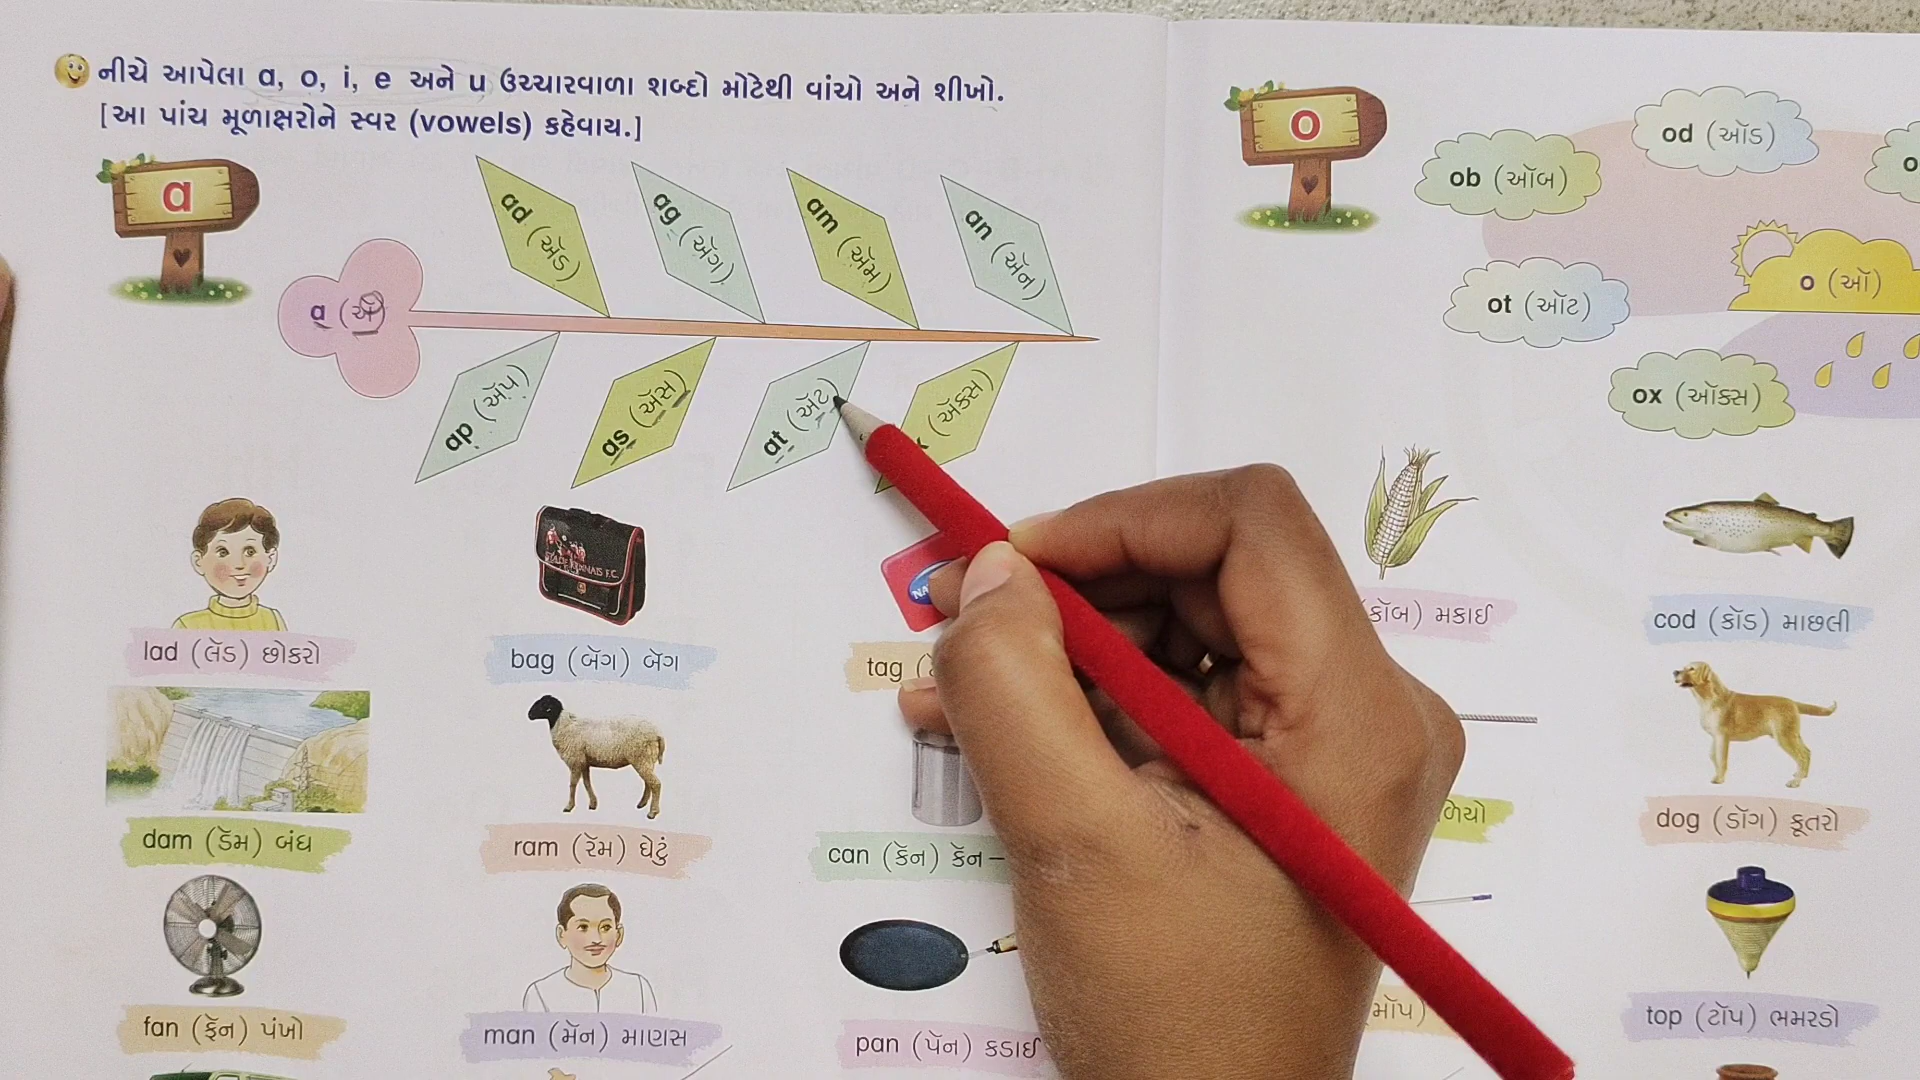 નીચે આપેલા a, o, i, e અને u ઉચ્ચારવાળા શબ્દો મોટેથી વાંચો અને શીખો.
[આ પાંચ મૂળાક્ષરોને સ્વર (vowels) કહેવાય.]
a
ad (ઍડ)
ag (ઍગ)
am (ઍમ)
an (ઍન)
a (ઍ)
ap (ઍપ)
as (ઍસ)
at (ઍટ)
(ઍક્સ)
lad (લૅડ) છોકરો
bag (બૅગ) બૅગ
tag
dam (ડૅમ) બંધ
ram (રૅમ) ઘેટું
can (કૅન) કૅન–
fan (ફૅન) પંખો
man (મૅન) માણસ
pan (પૅન) કડાઈ
o
ob (ઑબ)
od (ઑડ)
ot (ઑટ)
o (ઑ)
ox (ઑક્સ)
(કૉબ) મકાઈ
cod (કૉડ) માછલી
dog (ડૉગ) કૂતરો
મૉપ)
top (ટૉપ) ભમરડો